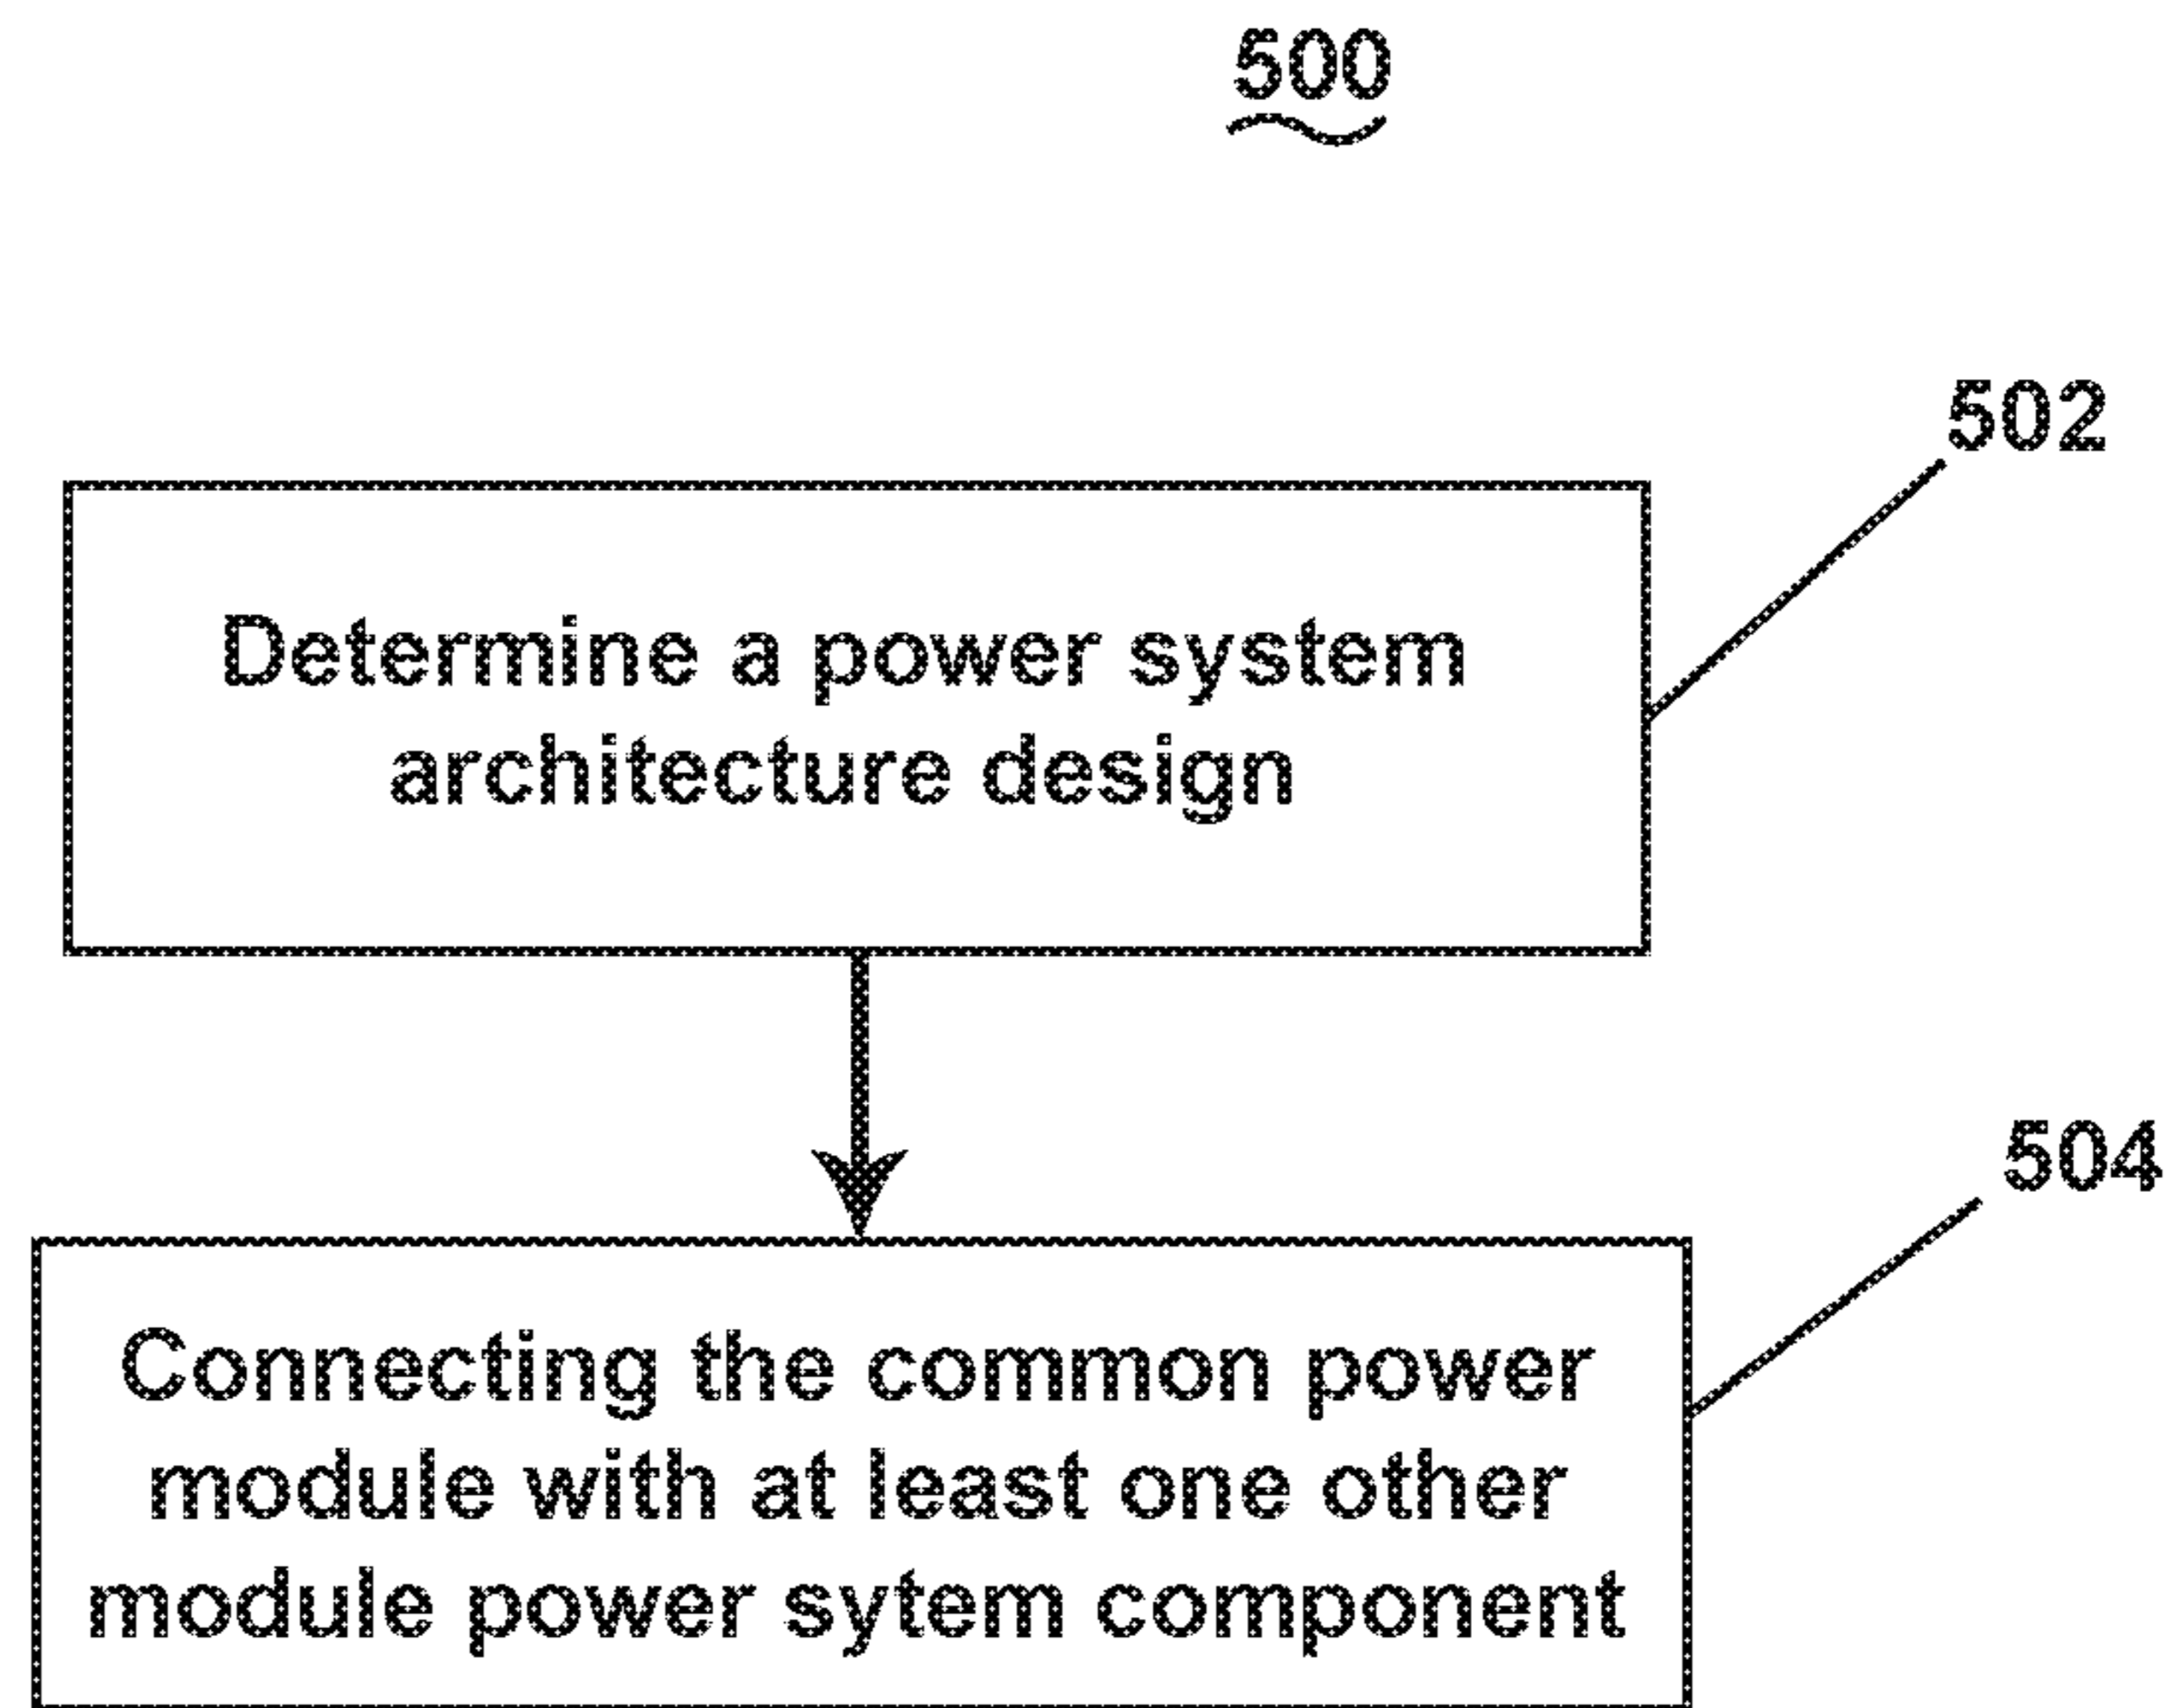 500
502
Determine a power system
architecture design
504
Connecting the common power
module with at least one other
module power sytem component